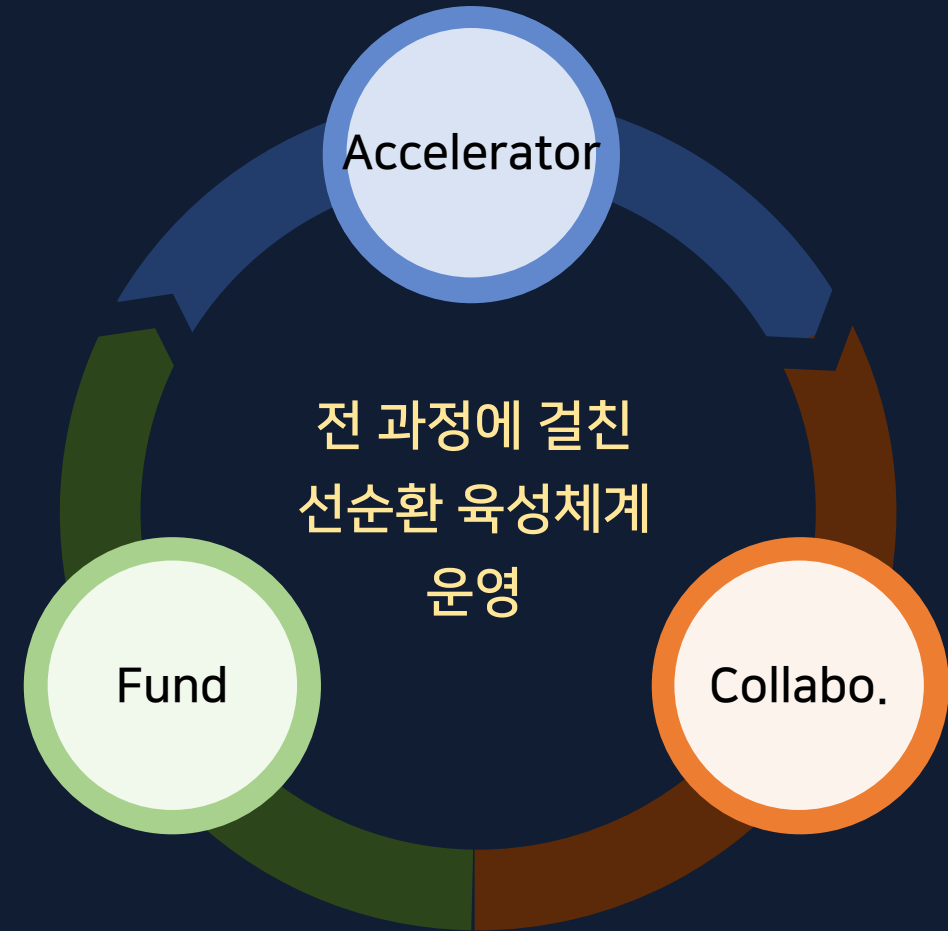 Accelerator
전 과정에 걸친
선순환 육성체계
운영
Fund
Collabo.